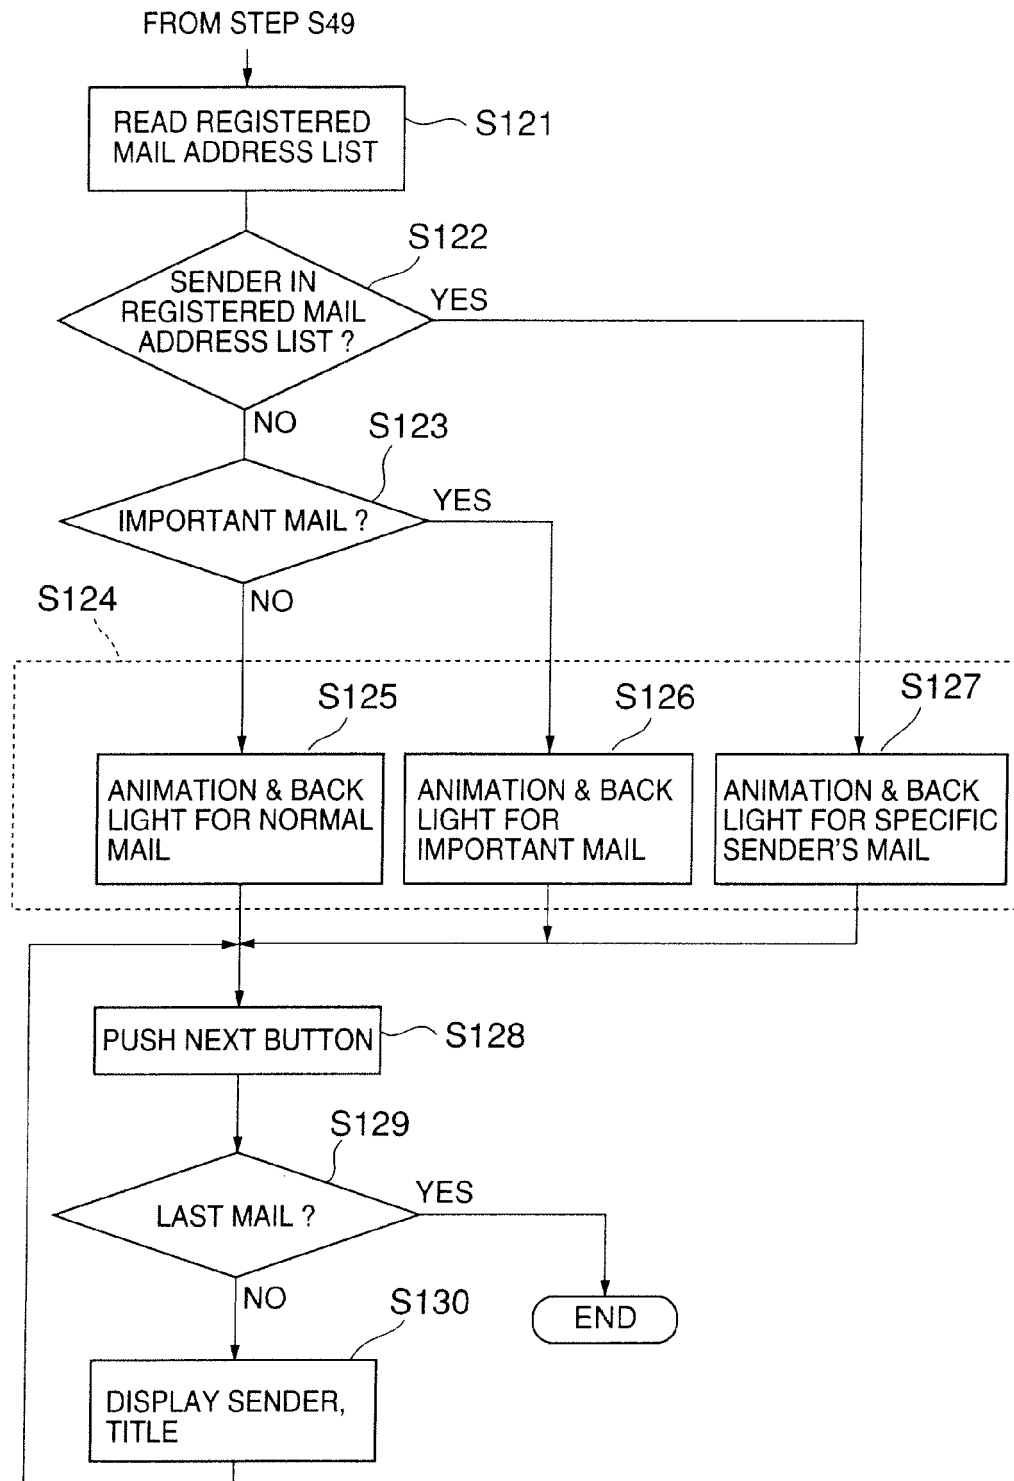 FROM STEP S49
READ REGISTERED
MAIL ADDRESS LIST
S121
S122
SENDER IN
REGISTERED MAIL
ADDRESS LIST ?
YES
NO
S123
IMPORTANT MAIL ?
YES
NO
S124
S125
S126
S127
ANIMATION & BACK
LIGHT FOR NORMAL
MAIL
ANIMATION & BACK
LIGHT FOR
IMPORTANT MAIL
ANIMATION & BACK
LIGHT FOR SPECIFIC
SENDER'S MAIL
PUSH NEXT BUTTON
S128
S129
LAST MAIL ?
YES
NO
END
S130
DISPLAY SENDER,
TITLE